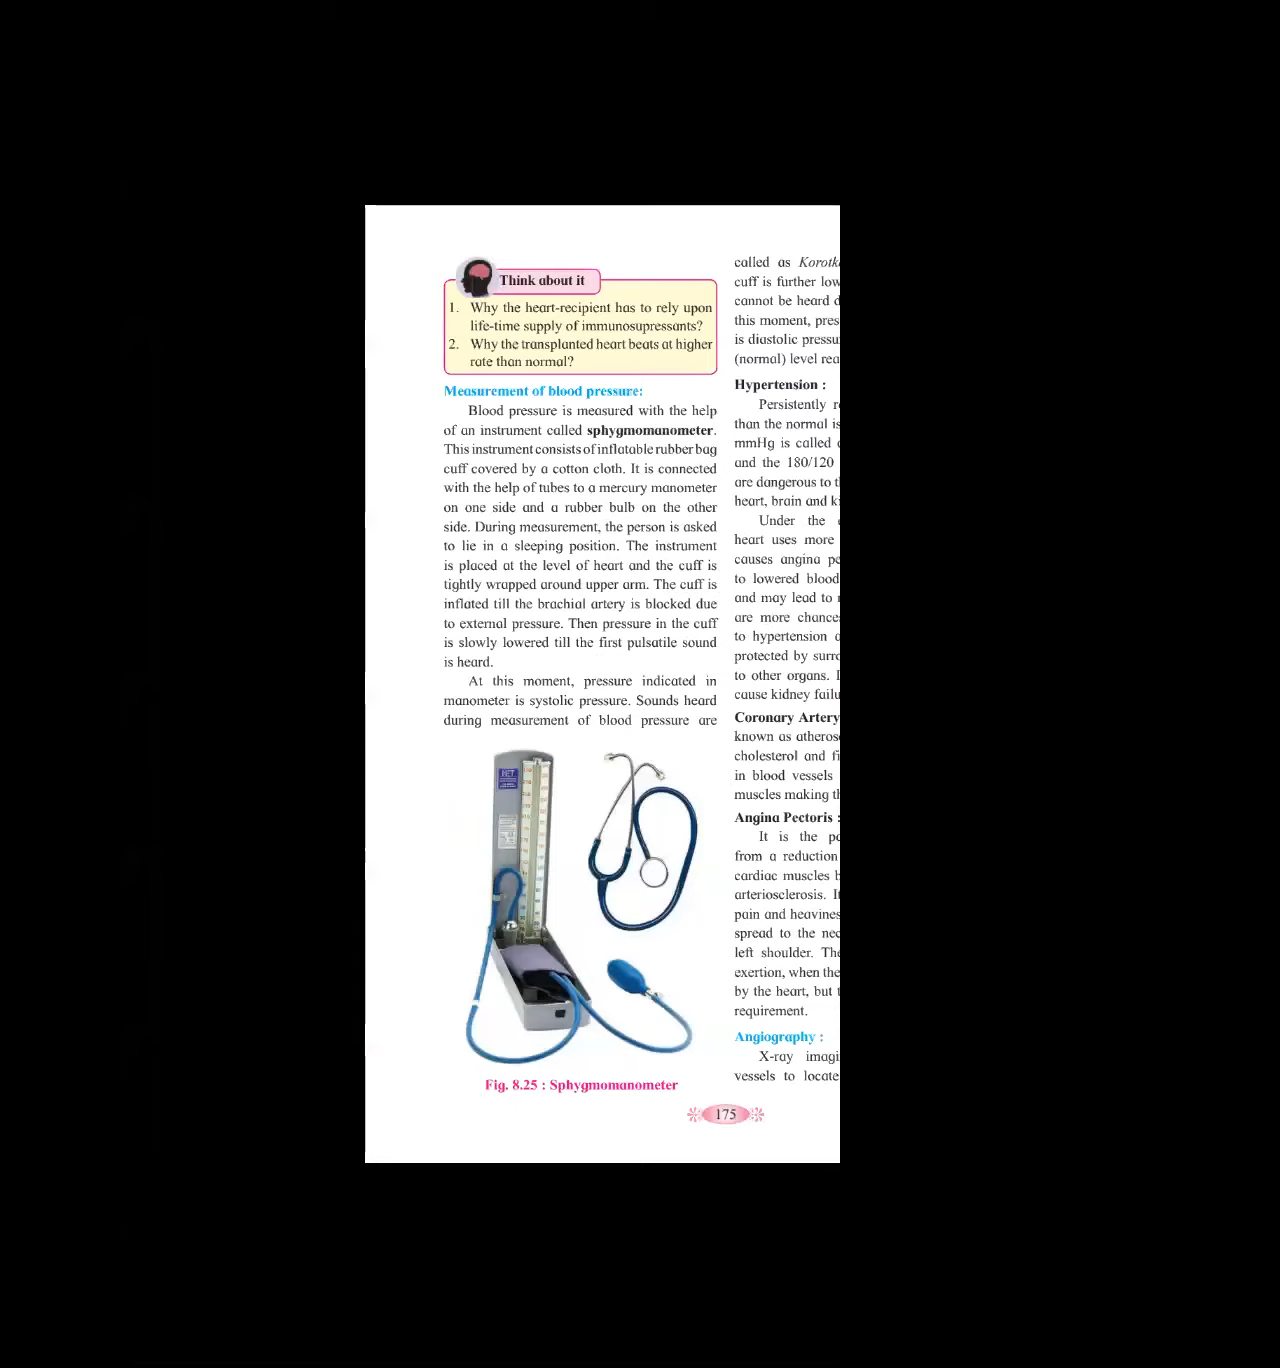 Think about it
1. Why the heart-recipient has to rely upon
life-time supply of immunosupressants?
2. Why the transplanted heart beats at higher
rate than normal?
Measurement of blood pressure:
Blood pressure is measured with the help
of an instrument called sphygmomanometer.
This instrument consists of inflatable rubber bag
cuff covered by a cotton cloth. It is connected
with the help of tubes to a mercury manometer
on one side and a rubber bulb on the other
side. During measurement, the person is asked
to lie in a sleeping position. The instrument
is placed at the level of heart and the cuff is
tightly wrapped around upper arm. The cuff is
inflated till the brachial artery is blocked due
to external pressure. Then pressure in the cuff
is slowly lowered till the first pulsatile sound
is heard.
At this moment, pressure indicated in
manometer is systolic pressure. Sounds heard
during measurement of blood pressure are
Fig. 8.25 : Sphygmomanometer
called as
cuff is further
cannot be heard
this moment,
is diastolic
(normal) level
Hypertension :
Persistently
than the normal is
mmHg is called
and the 180/120
are dangerous to
heart, brain and
Under the
heart uses more
causes angina
to lowered blood
and may lead to
are more
to hypertension
protected by
to other organs.
cause kidney
Coronary Artery
known as
cholesterol and
in blood vessels
muscles making
Angina Pectoris :
It is the
from a reduction
cardiac muscles
arteriosclerosis.
pain and
spread to the
left shoulder.
exertion, when the
by the heart, but
requirement.
Angiography :
X-ray
vessels to locate
175